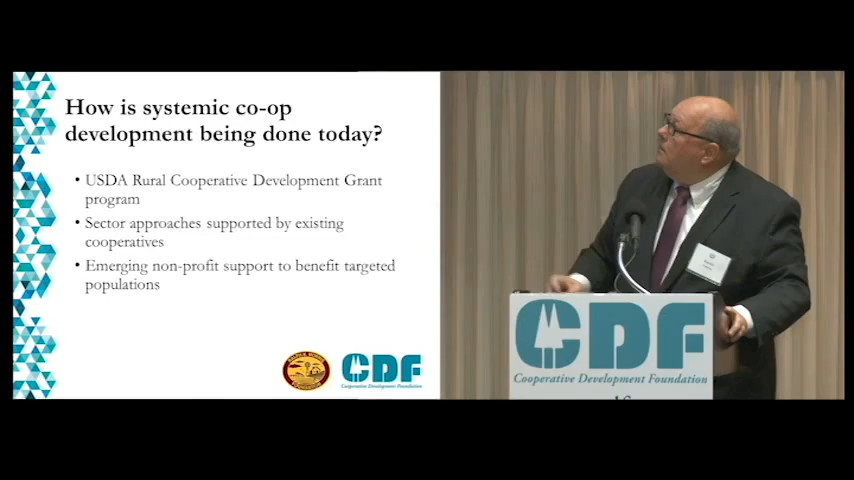 How is systemic co-op
development being done today?
• USDA Rural Cooperative Development Grant
program
• Sector approaches supported by existing
cooperatives
• Emerging non-profit support to benefit targeted
populations
CDF
Cooperative Development Foundation
CDF
Cooperative Development Foundation